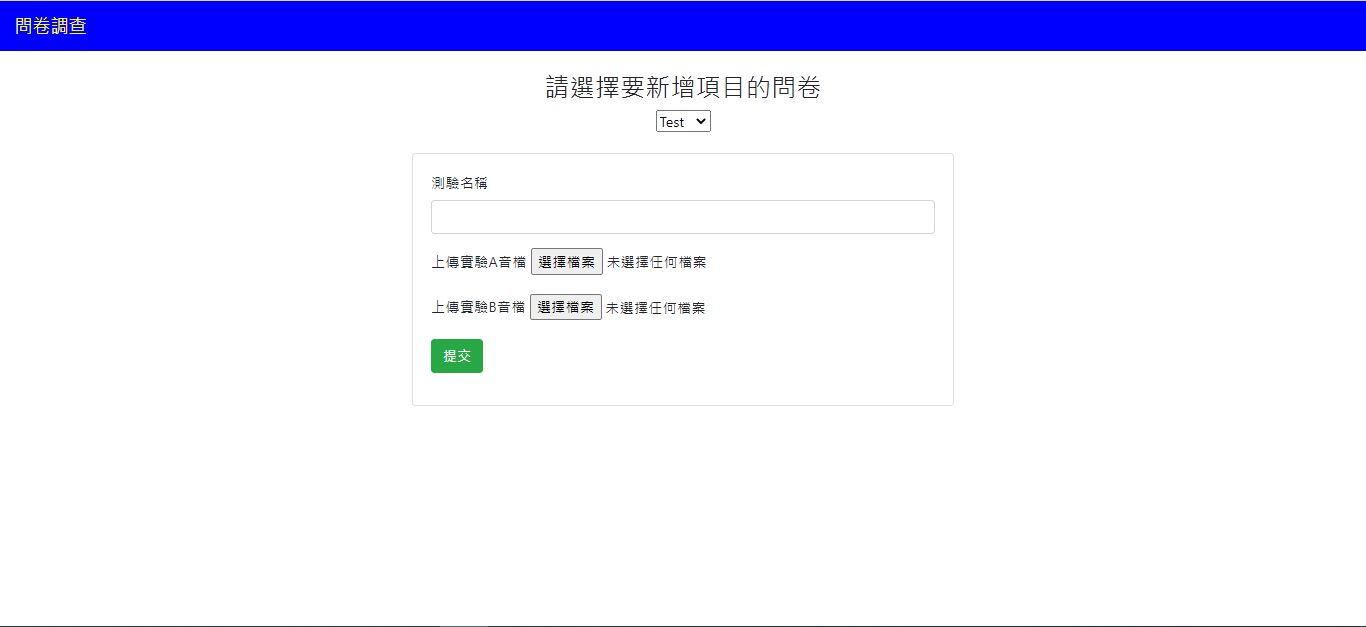 問卷調查
請選擇要新增項目的問卷
Test
測驗名稱
上傳實驗A音檔 選擇檔案 未選擇任何檔案
上傳實驗B音檔 選擇檔案 未選擇任何檔案
提交